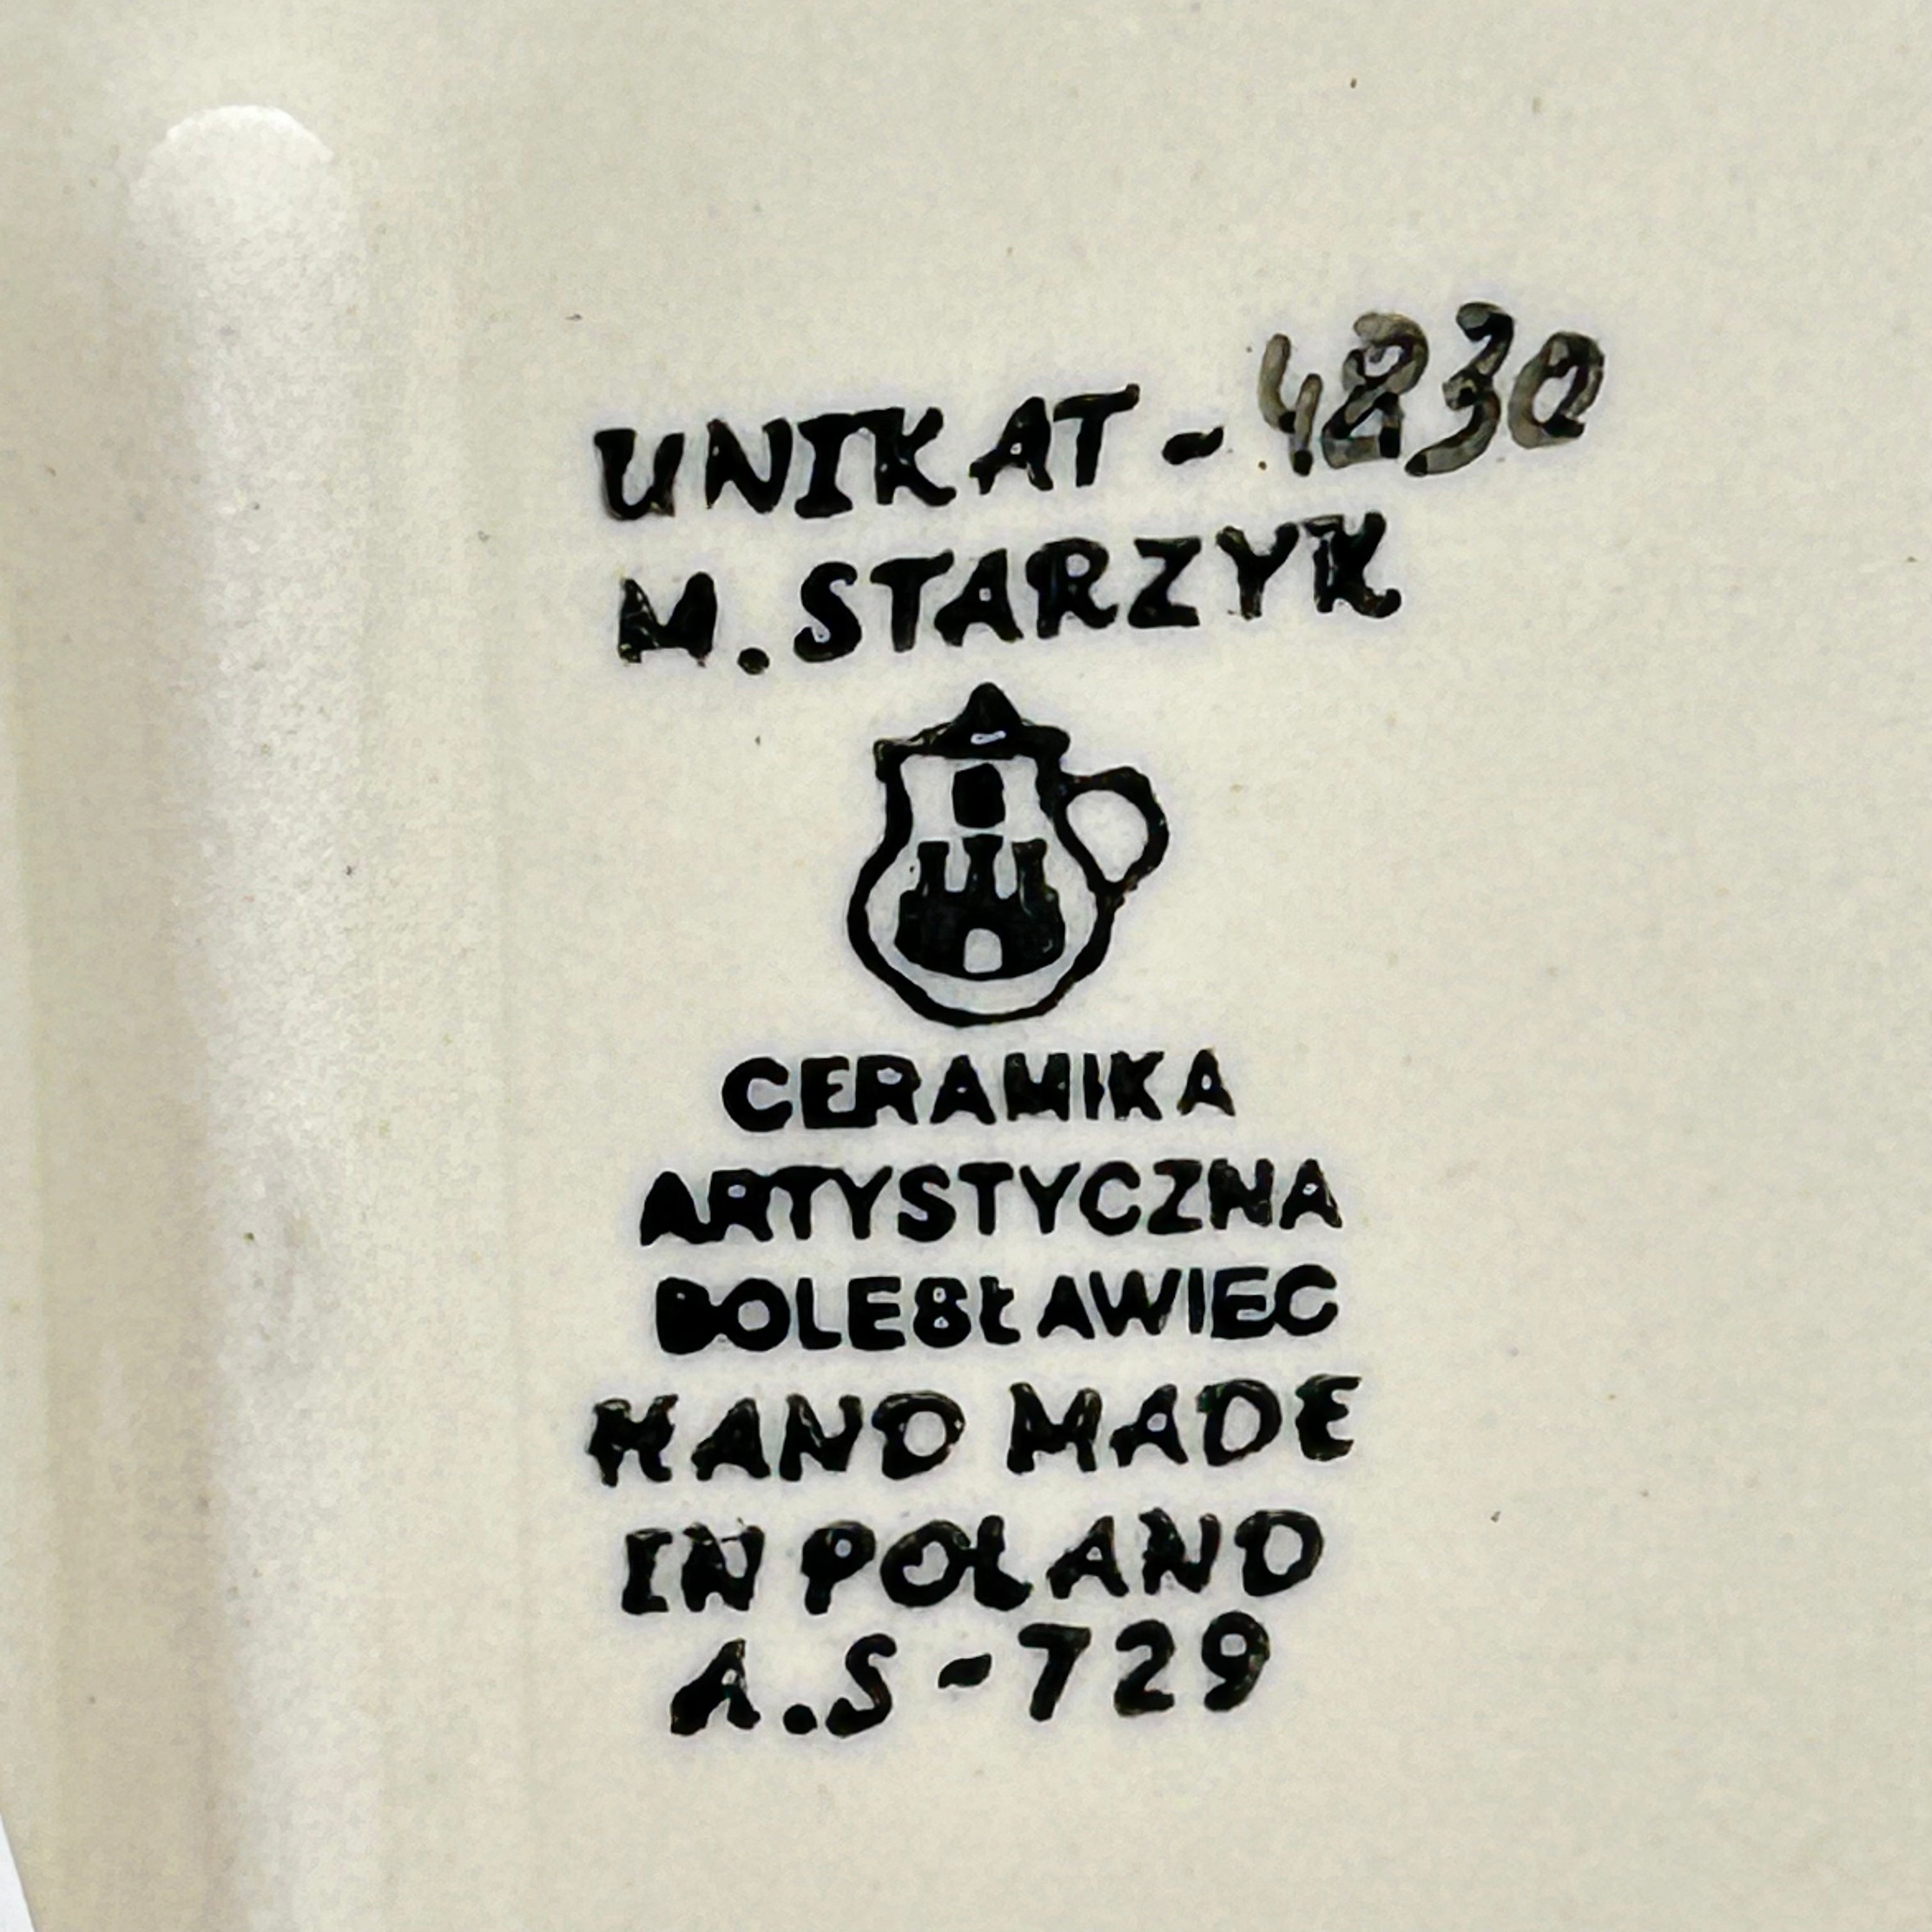 UNIKAT - 4830
M. STARZYK
CERAMIKA
ARTYSTYCZNA
BOLESŁAWIEC
HAND MADE
IN POLAND
A.S - 729